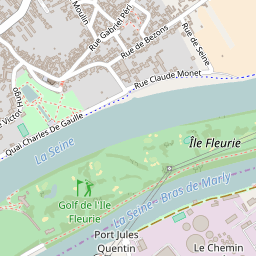 Moulin
Rue Gabriel Péri
Rue de Bezons
Rue de Seine
Rue Claude Monet
Victor Hugo
Quai Charles De Gaulle
La Seine
Île Fleurie
Golf de l'Ile
Fleurie
La Seine - Bras de Marly
Port Jules
Quentin
Le Chemin